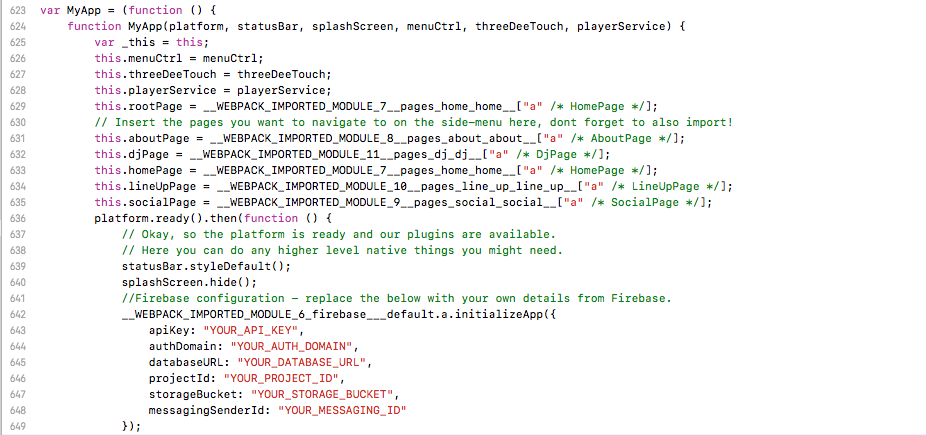 623 var MyApp = (function () {
624 function MyApp(platform, statusBar, splashScreen, menuCtrl, threeDeeTouch, playerService) {
625 var _this = this;
626 this.menuCtrl = menuCtrl;
627 this.threeDeeTouch = threeDeeTouch;
628 this.playerService = playerService;
629 this.rootPage = __WEBPACK_IMPORTED_MODULE_7__pages_home_home__["a" /* HomePage */];
630 // Insert the pages you want to navigate to on the side-menu here, dont forget to also import!
631 this.aboutPage = __WEBPACK_IMPORTED_MODULE_8__pages_about_about__["a" /* AboutPage */];
632 this.djPage = __WEBPACK_IMPORTED_MODULE_11__pages_dj_dj__["a" /* DjPage */];
633 this.homePage = __WEBPACK_IMPORTED_MODULE_7__pages_home_home__["a" /* HomePage */];
634 this.lineUpPage = __WEBPACK_IMPORTED_MODULE_10__pages_line_up_line_up__["a" /* LineUpPage */];
635 this.socialPage = __WEBPACK_IMPORTED_MODULE_9__pages_social_social__["a" /* SocialPage */];
636 platform.ready().then(function () {
637 // Okay, so the platform is ready and our plugins are available.
638 // Here you can do any higher level native things you might need.
639 statusBar.styleDefault();
640 splashScreen.hide();
641 //Firebase configuration - replace the below with your own details from Firebase.
642 __WEBPACK_IMPORTED_MODULE_6_firebase___default.a.initializeApp({
643 apiKey: "YOUR_API_KEY",
644 authDomain: "YOUR_AUTH_DOMAIN",
645 databaseURL: "YOUR_DATABASE_URL",
646 projectId: "YOUR_PROJECT_ID",
647 storageBucket: "YOUR_STORAGE_BUCKET",
648 messagingSenderId: "YOUR_MESSAGING_ID"
649 });